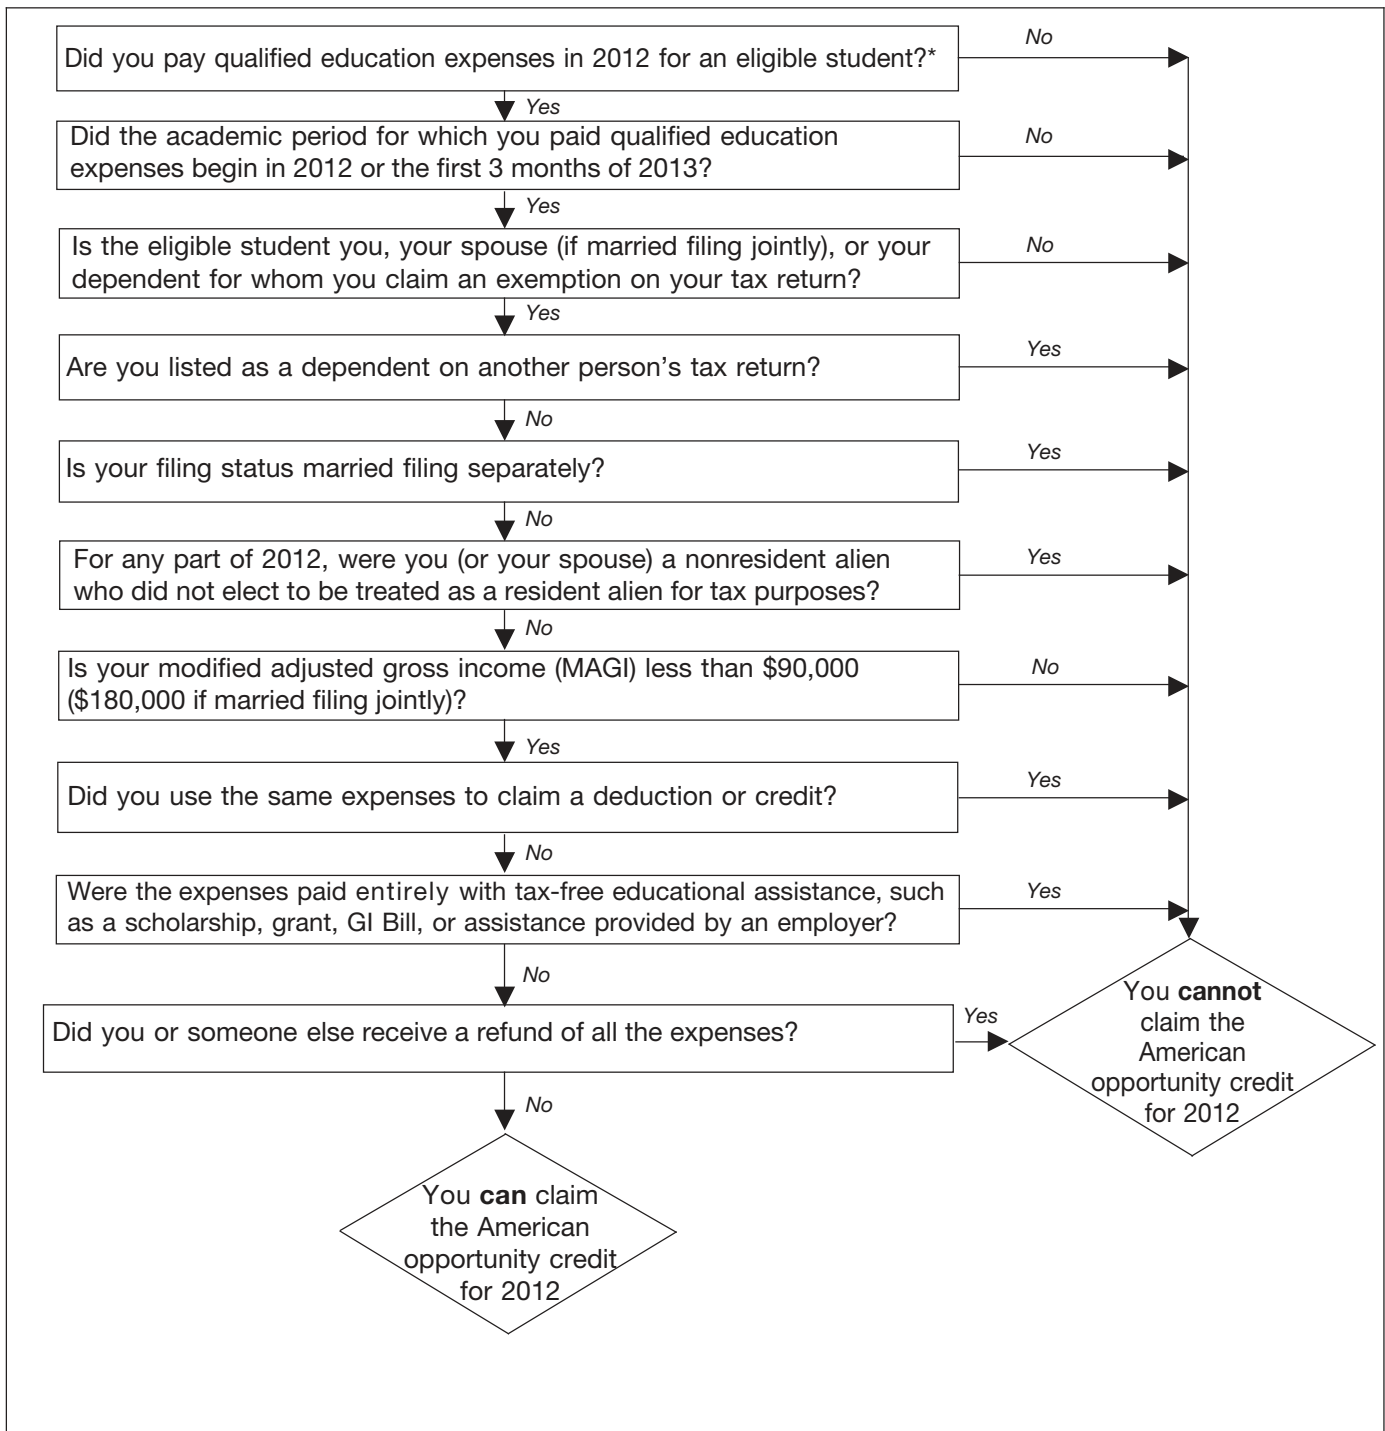 Did you pay qualified education expenses in 2012 for an eligible student?*
No
Yes
Did the academic period for which you paid qualified education
expenses begin in 2012 or the first 3 months of 2013?
No
Yes
Is the eligible student you, your spouse (if married filing jointly), or your
dependent for whom you claim an exemption on your tax return?
No
Yes
Are you listed as a dependent on another person's tax return?
Yes
No
Is your filing status married filing separately?
Yes
No
For any part of 2012, were you (or your spouse) a nonresident alien
who did not elect to be treated as a resident alien for tax purposes?
Yes
No
Is your modified adjusted gross income (MAGI) less than $90,000
($180,000 if married filing jointly)?
No
Yes
Did you use the same expenses to claim a deduction or credit?
Yes
No
Were the expenses paid entirely with tax-free educational assistance, such
as a scholarship, grant, GI Bill, or assistance provided by an employer?
Yes
No
Did you or someone else receive a refund of all the expenses?
Yes
You cannot
claim the
American
opportunity credit
for 2012
No
You can claim
the American
opportunity credit
for 2012